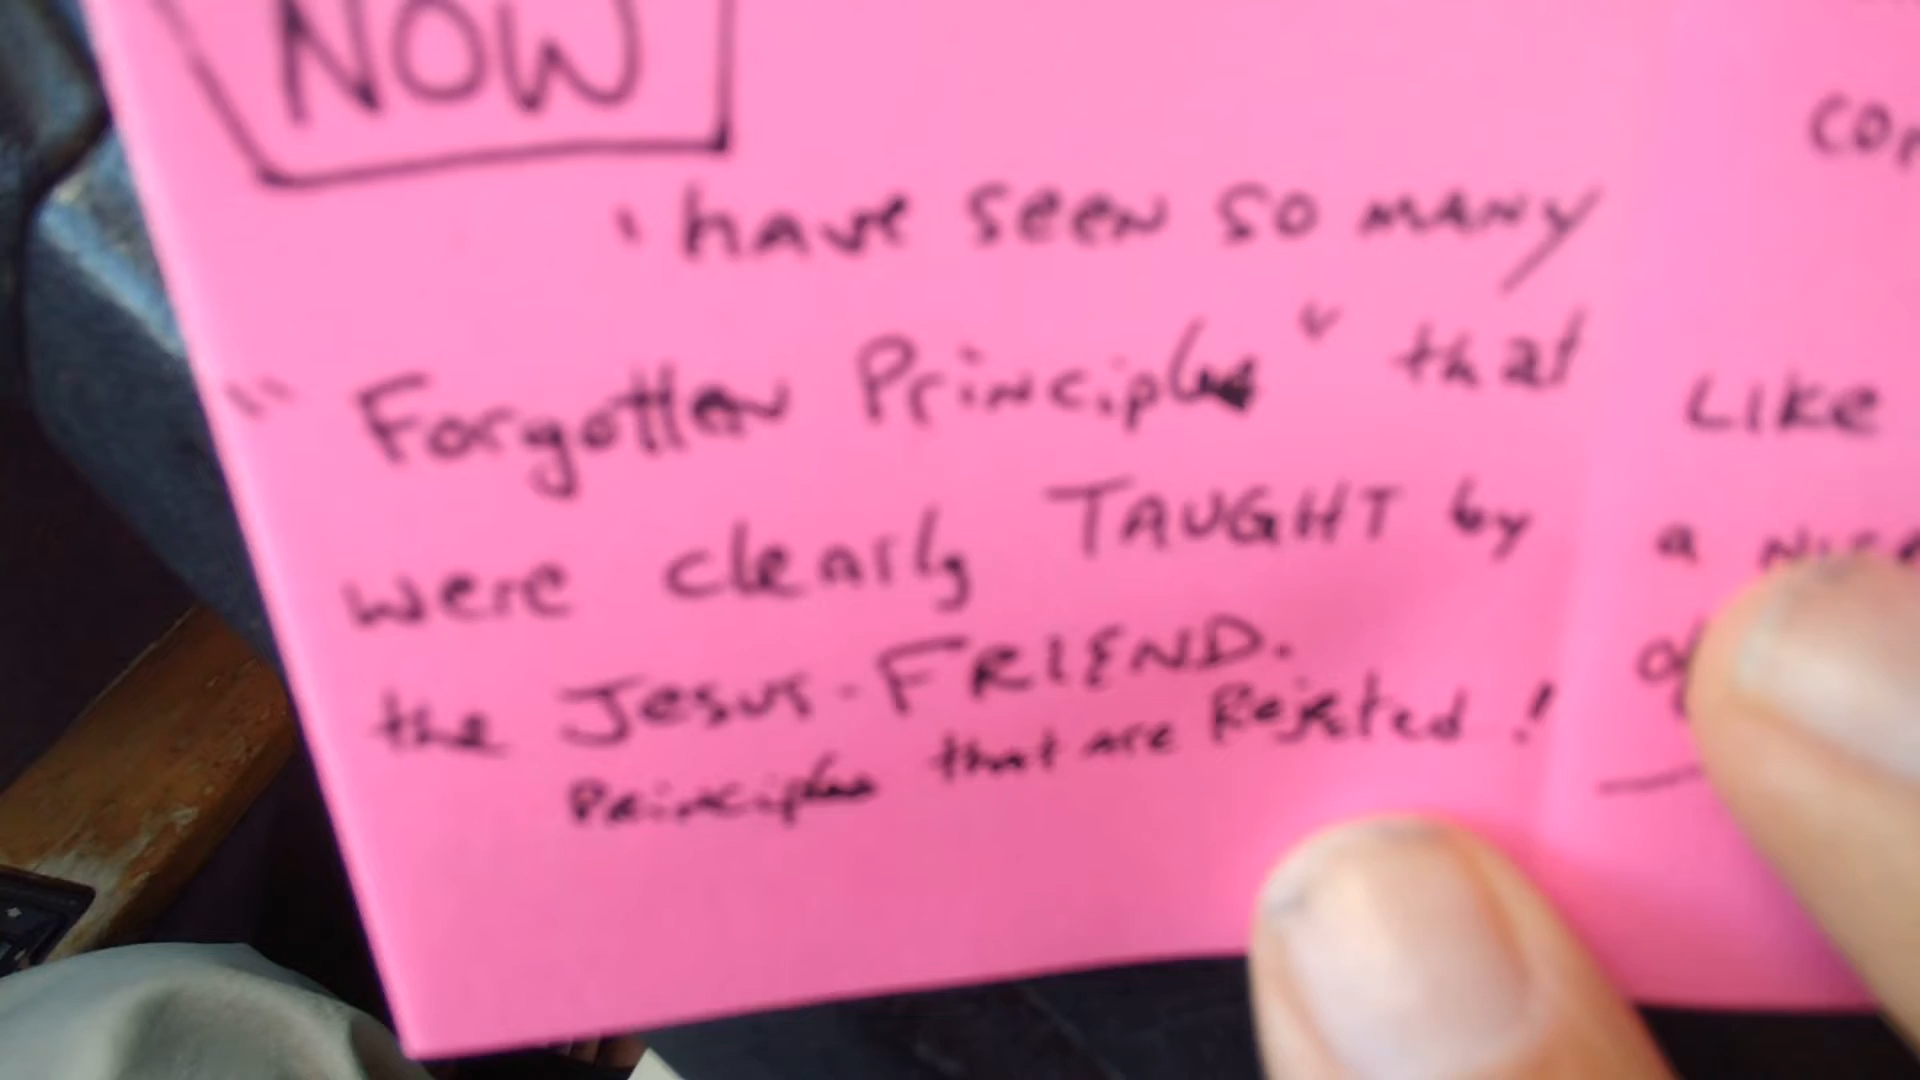 NOW
I have seen so many
"Forgotten Principles" that
were clearly TAUGHT by
the Jesus-FRIEND.
Principles that are Rejected!
Like
a